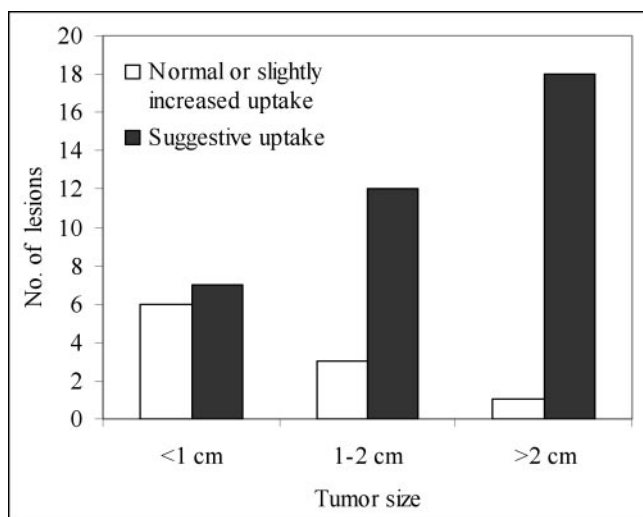 20
18
16
14
12
10
8
6
4
2
0
No. of lesions
Normal or slightly
increased uptake
Suggestive uptake
<1 cm
1-2 cm
>2 cm
Tumor size